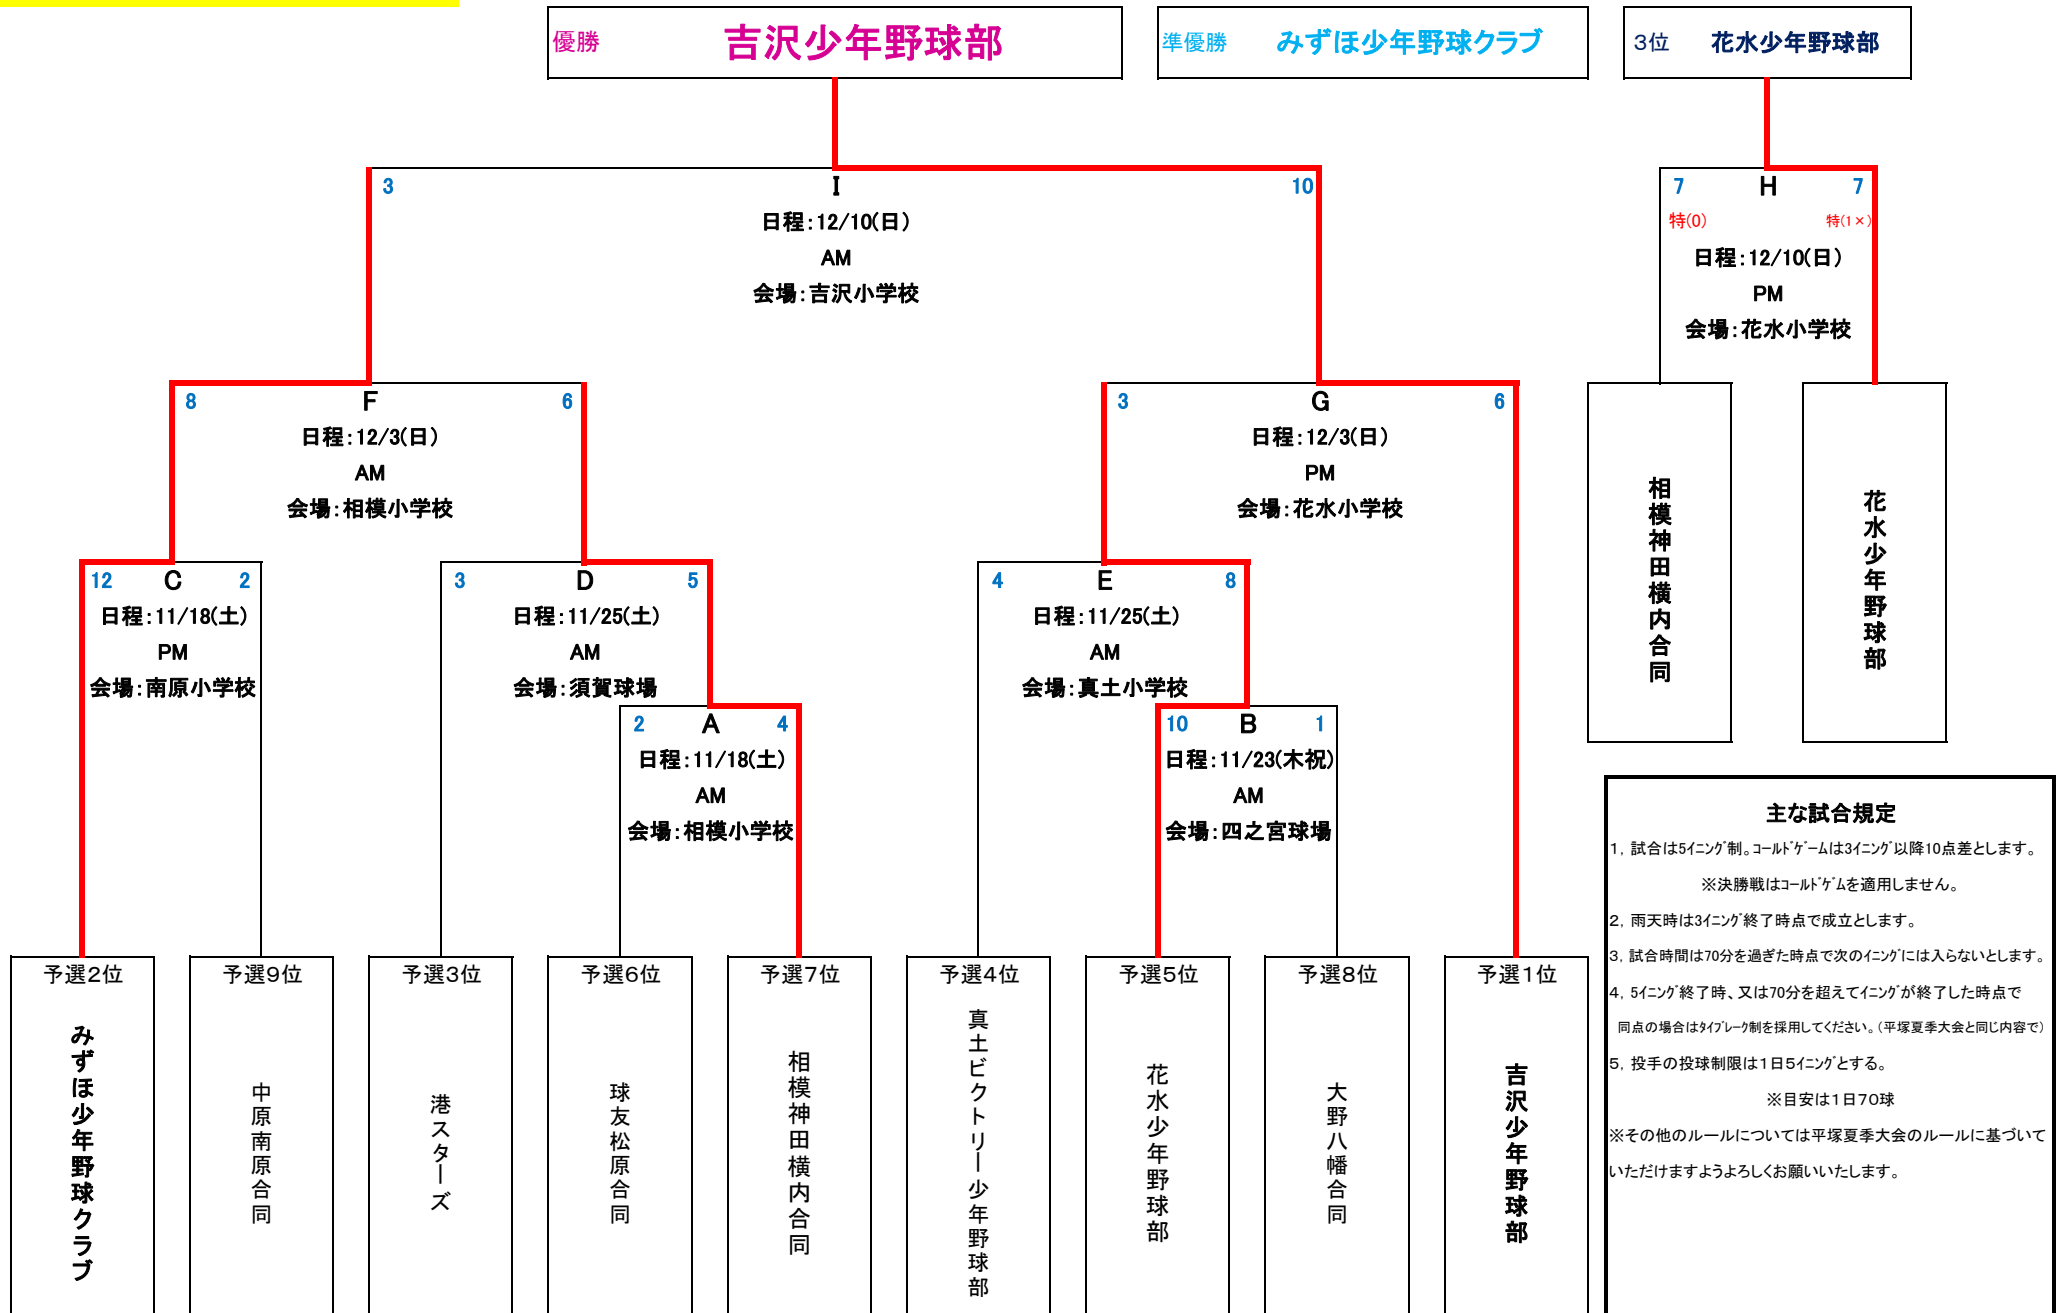 優勝 吉沢少年野球部
準優勝 みずほ少年野球クラブ
3位 花水少年野球部
3 I 10
日程：12/10(日)
AM
会場：吉沢小学校
7 H 7
特(0) 特(1×)
日程：12/10(日)
PM
会場：花水小学校
8 F 6
日程：12/3(日)
AM
会場：相模小学校
3 G 6
日程：12/3(日)
PM
会場：花水小学校
相模神田横内合同
花水少年野球部
12 C 2
日程：11/18(土)
PM
会場：南原小学校
3 D 5
日程：11/25(土)
AM
会場：須賀球場
4 E 8
日程：11/25(土)
AM
会場：真土小学校
2 A 4
日程：11/18(土)
AM
会場：相模小学校
10 B 1
日程：11/23(木祝)
AM
会場：四之宮球場
予選2位
みずほ少年野球クラブ
予選9位
中原南原合同
予選3位
港スターズ
予選6位
球友松原合同
予選7位
相模神田横内合同
予選4位
真土ビクトリー少年野球部
予選5位
花水少年野球部
予選8位
大野八幡合同
予選1位
吉沢少年野球部
主な試合規定
1, 試合は5ｲﾆﾝｸﾞ制。ｺｰﾙﾄﾞｹﾞｰﾑは3ｲﾆﾝｸﾞ以降10点差とします。
※決勝戦はｺｰﾙﾄﾞｹﾞﾑを適用しません。
2, 雨天時は3ｲﾆﾝｸﾞ終了時点で成立とします。
3, 試合時間は70分を過ぎた時点で次のｲﾆﾝｸﾞには入らないとします。
4, 5ｲﾆﾝｸﾞ終了時、又は70分を超えてｲﾆﾝｸﾞが終了した時点で
同点の場合はﾀｲﾌﾞﾚｰｸ制を採用してください。(平塚夏季大会と同じ内容で)
5, 投手の投球制限は１日５ｲﾆﾝｸﾞとする。
※目安は１日７０球
※その他のルールについては平塚夏季大会のルールに基づいて
いただけますようよろしくお願いいたします。